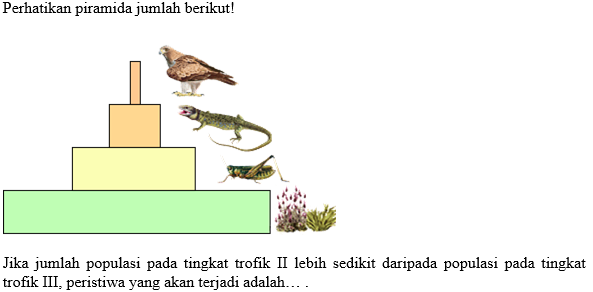 Perhatikan piramida jumlah berikut!
Jika jumlah populasi pada tingkat trofik II lebih sedikit daripada populasi pada tingkat
trofik III, peristiwa yang akan terjadi adalah… .